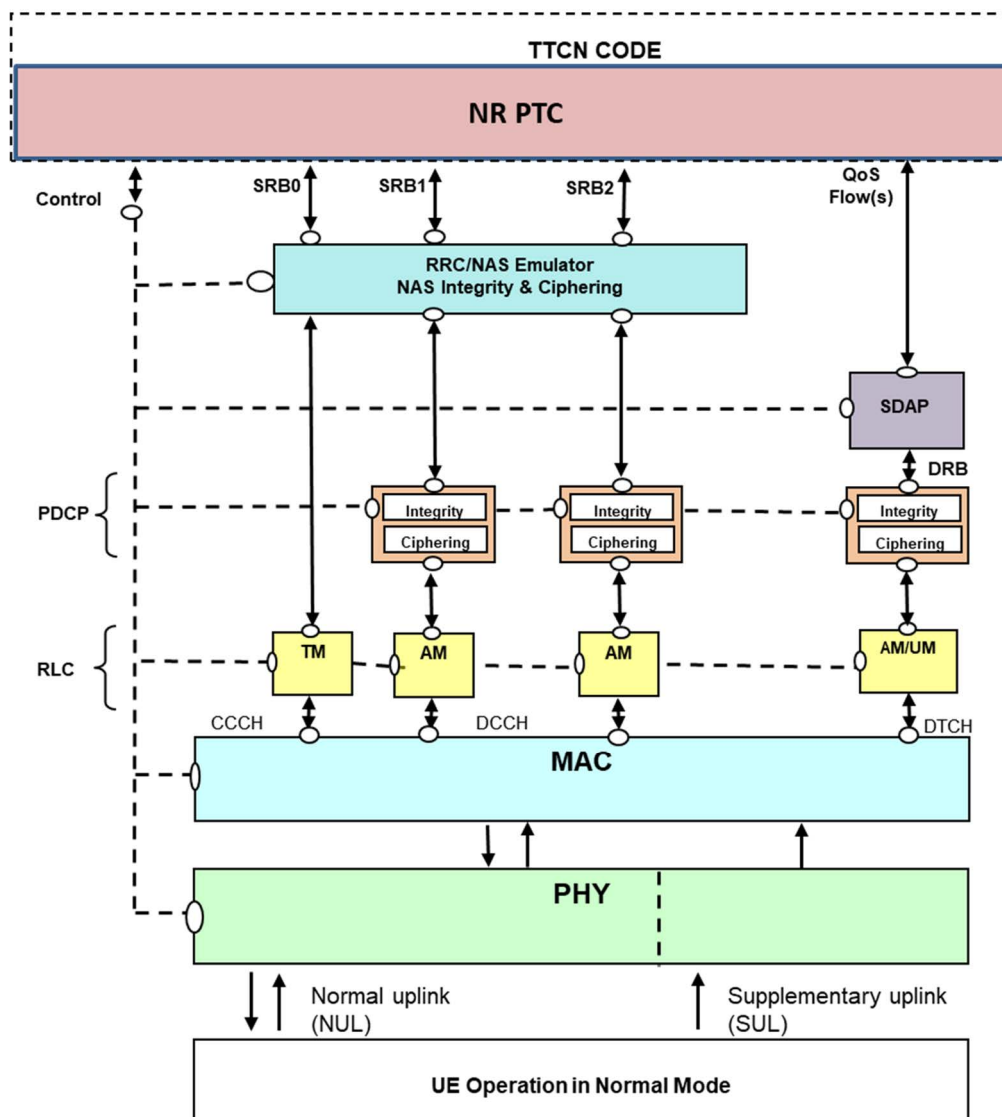 TTCN CODE
NR PTC
Control
SRB0
SRB1
SRB2
QoS
Flow(s)
RRC/NAS Emulator
NAS Integrity & Ciphering
SDAP
DRB
PDCP
Integrity
Ciphering
Integrity
Ciphering
Integrity
Ciphering
RLC
TM
AM
AM
AM/UM
CCCH
DCCH
DTCH
MAC
PHY
Normal uplink
(NUL)
Supplementary uplink
(SUL)
UE Operation in Normal Mode